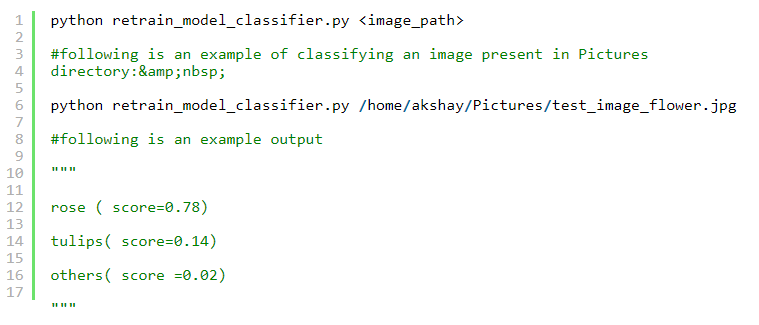 1 python retrain_model_classifier.py <image_path>
2
3 #following is an example of classifying an image present in Pictures
4 directory:&amp;nbsp;
5
6 python retrain_model_classifier.py /home/akshay/Pictures/test_image_flower.jpg
7
8 #following is an example output
9
10 """
11
12 rose ( score=0.78)
13
14 tulips( score=0.14)
15
16 others( score =0.02)
17
"""